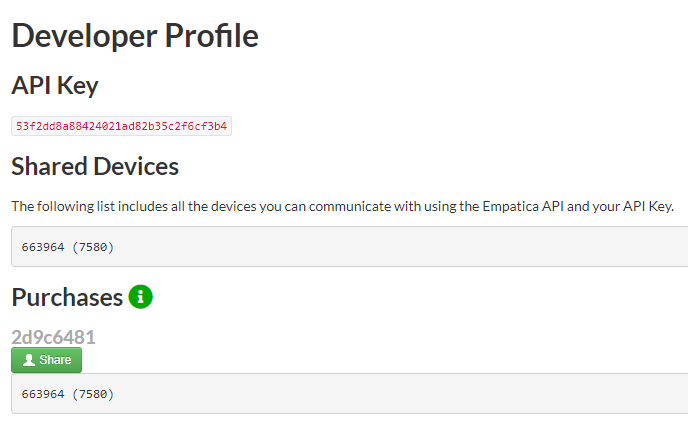 Developer Profile
API Key
53f2dd8a88424021ad82b35c2f6cf3b4
Shared Devices
The following list includes all the devices you can communicate with using the Empatica API and your API Key.
663964 (7580)
Purchases
2d9c6481
Share
663964 (7580)